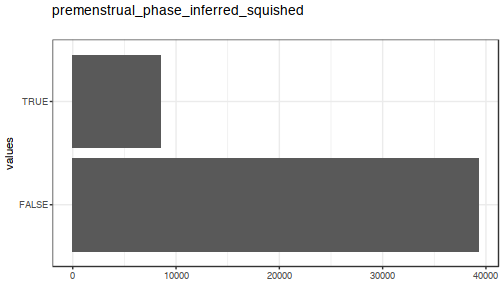 premenstrual_phase_inferred_squished
TRUE
values
FALSE
0 10000 20000 30000 40000